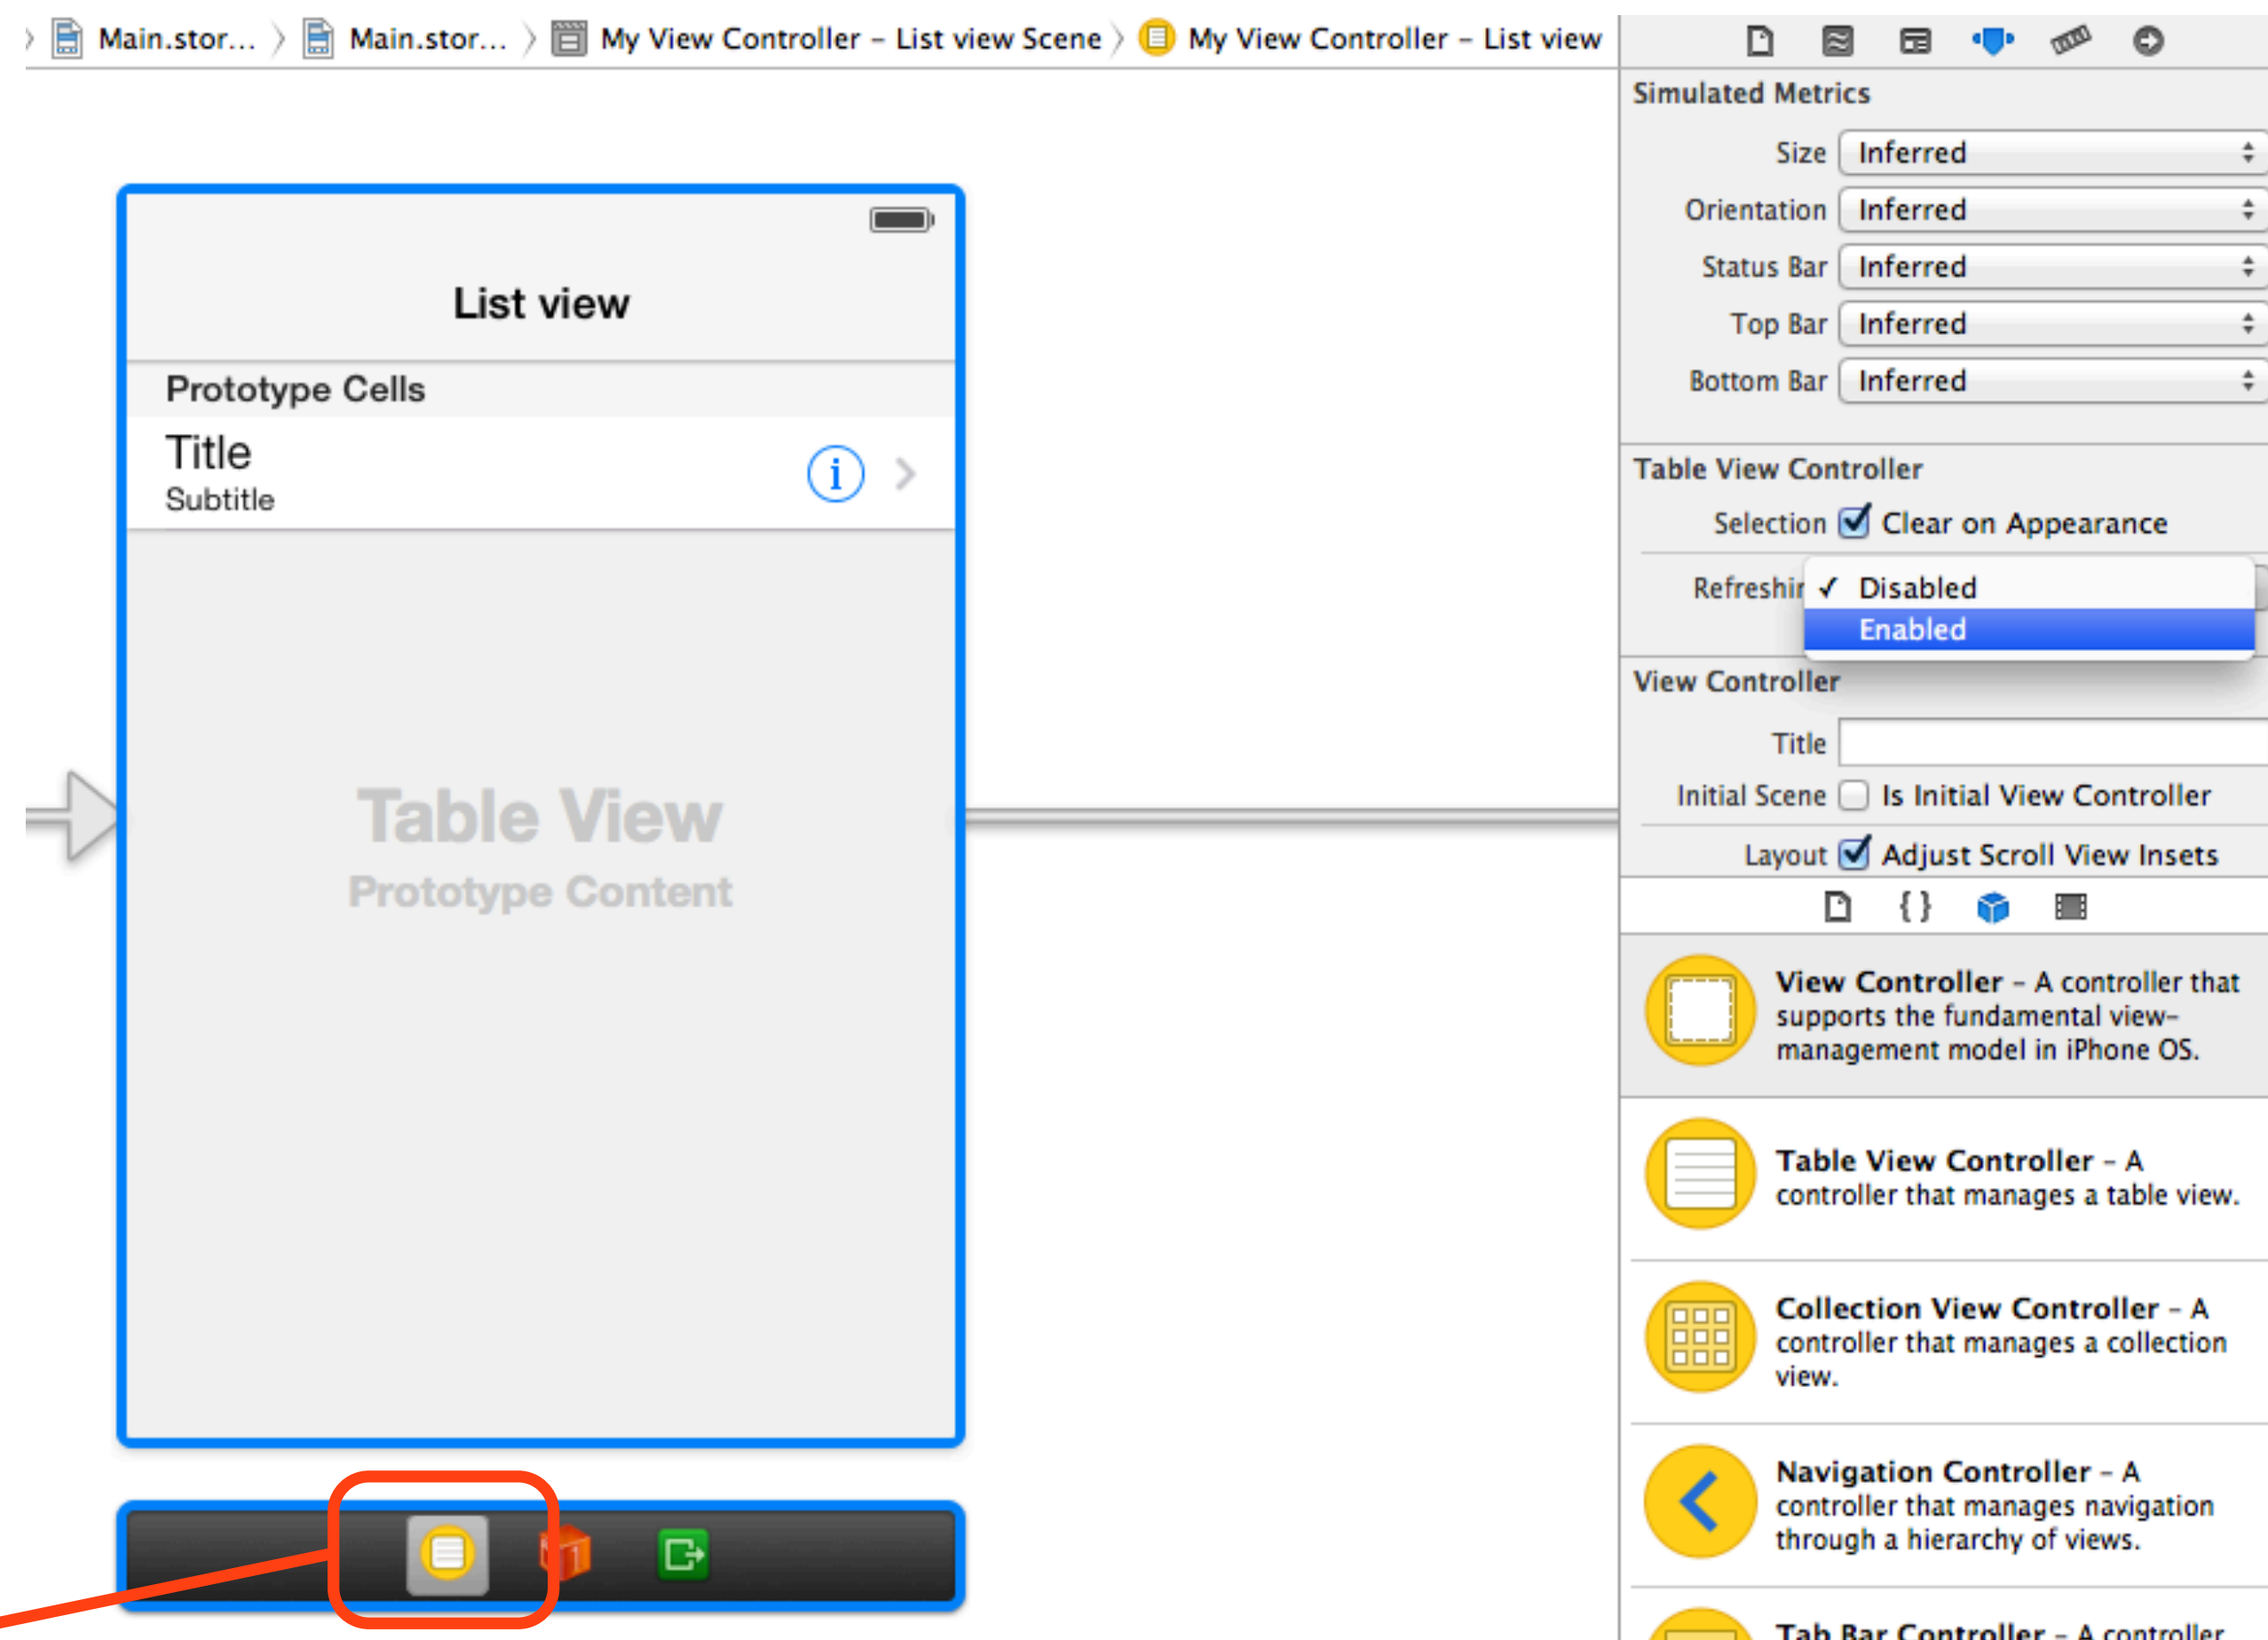 Main.stor... Main.stor... My View Controller – List view Scene My View Controller – List view
List view
Prototype Cells
Title
Subtitle
Table View
Prototype Content
Simulated Metrics
Size Inferred
Orientation Inferred
Status Bar Inferred
Top Bar Inferred
Bottom Bar Inferred
Table View Controller
Selection Clear on Appearance
Refreshin Disabled
Enabled
View Controller
Title
Initial Scene Is Initial View Controller
Layout Adjust Scroll View Insets
{ }
View Controller – A controller that
supports the fundamental view-
management model in iPhone OS.
Table View Controller – A
controller that manages a table view.
Collection View Controller – A
controller that manages a collection
view.
Navigation Controller – A
controller that manages navigation
through a hierarchy of views.
Tab Bar Controller – A controller